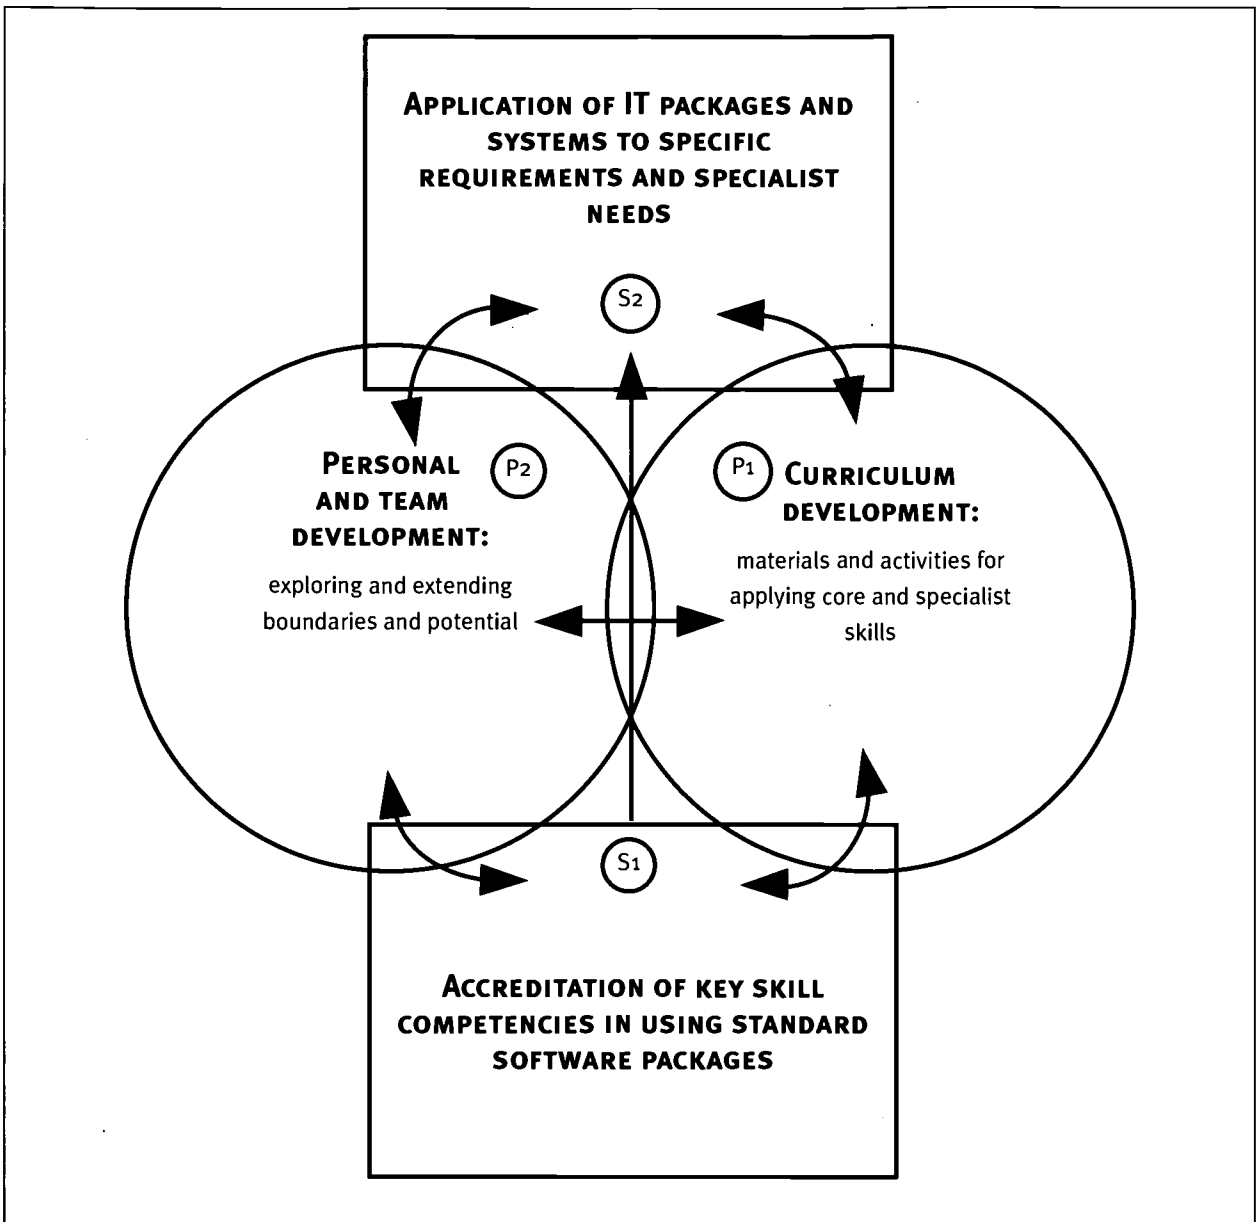 APPLICATION OF IT PACKAGES AND
SYSTEMS TO SPECIFIC
REQUIREMENTS AND SPECIALIST
NEEDS
S2
PERSONAL
AND TEAM
DEVELOPMENT:
exploring and extending
boundaries and potential
P2
P1
CURRICULUM
DEVELOPMENT:
materials and activities for
applying core and specialist
skills
S1
ACCREDITATION OF KEY SKILL
COMPETENCIES IN USING STANDARD
SOFTWARE PACKAGES